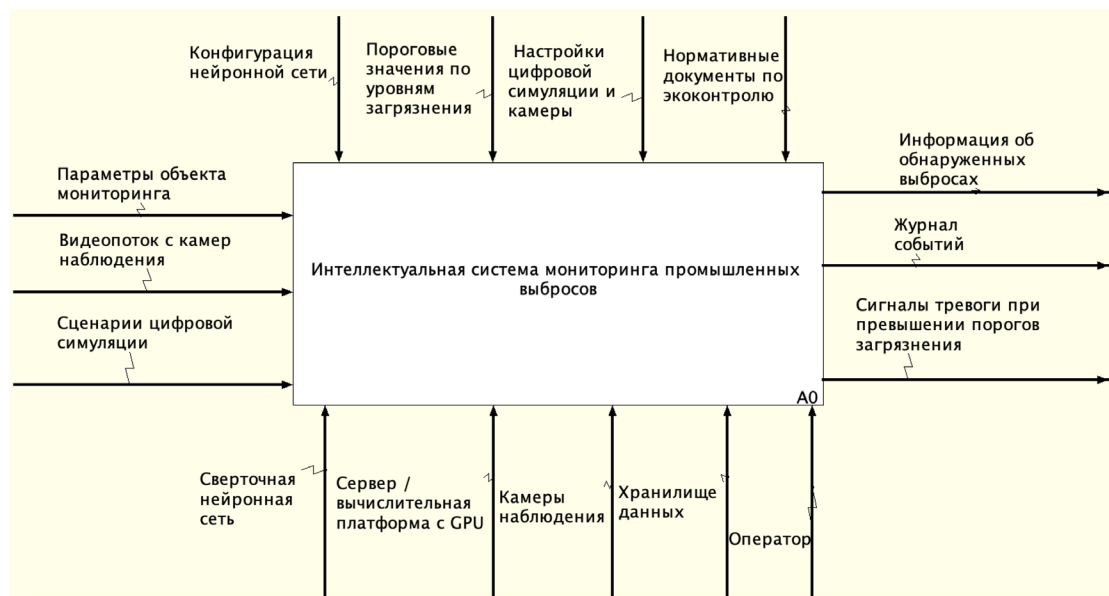 Конфигурация
нейронной сети
Пороговые
значения по
уровням
загрязнения
Настройки
цифровой
симуляции и
камеры
Нормативные
документы по
экоконтролю
Параметры объекта
мониторинга
Видеопоток с камер
наблюдения
Сценарии цифровой
симуляции
Интеллектуальная система мониторинга промышленных
выбросов
A0
Информация об
обнаруженных
выбросах
Журнал
событий
Сигналы тревоги при
превышении порогов
загрязнения
Сверточная
нейронная
сеть
Сервер /
вычислительная
платформа с GPU
Камеры
наблюдения
Хранилище
данных
Оператор